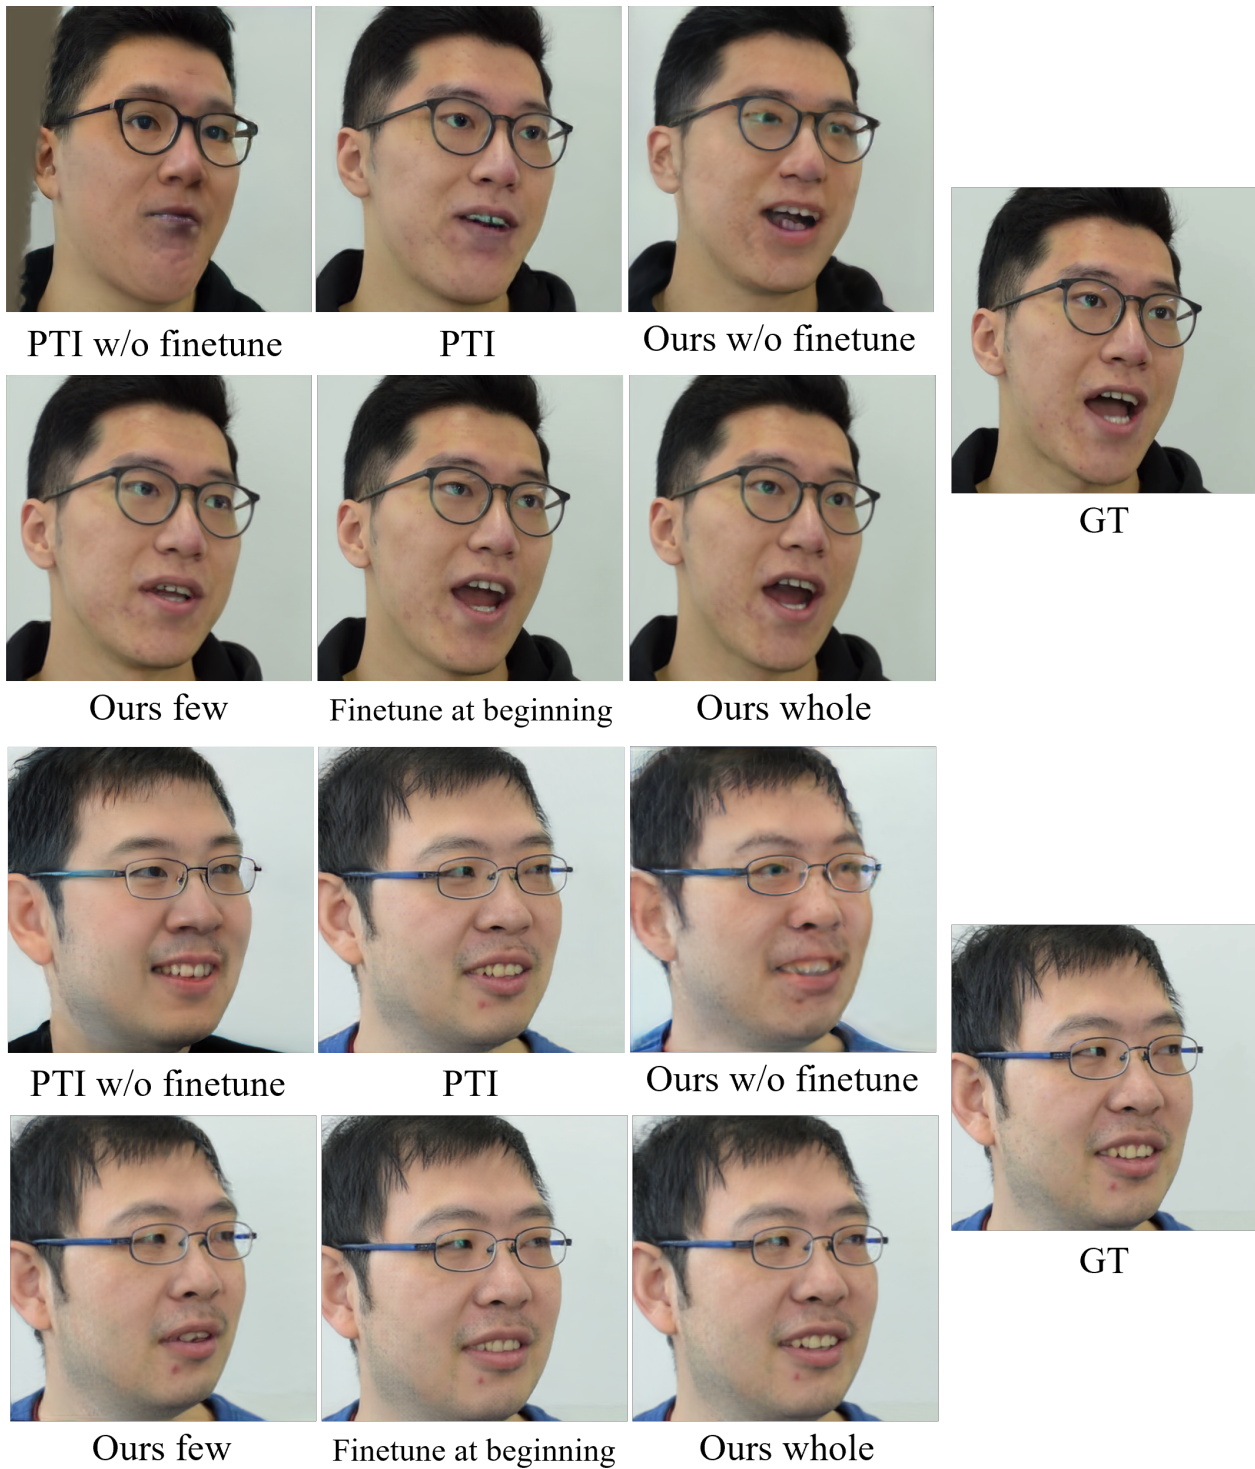 PTI w/o finetune
PTI
Ours w/o finetune
GT
Ours few
Finetune at beginning
Ours whole
PTI w/o finetune
PTI
Ours w/o finetune
GT
Ours few
Finetune at beginning
Ours whole